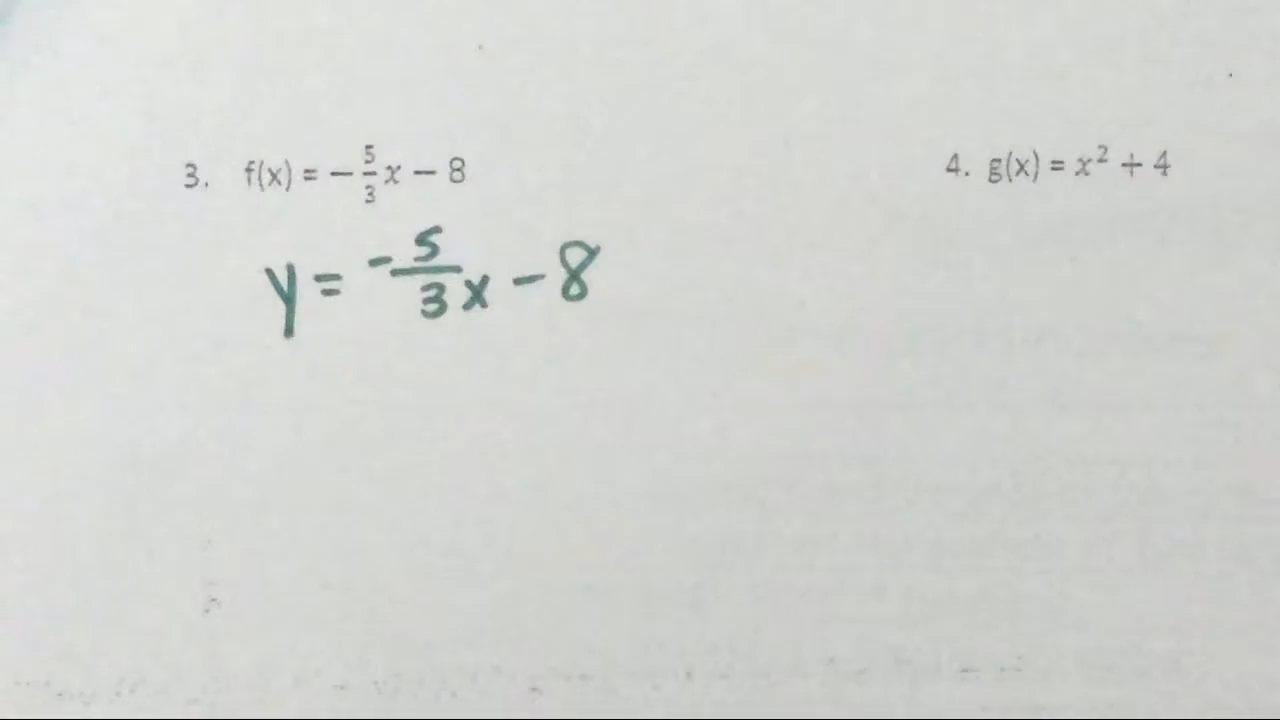 3. f(x) = −5/3x − 8
4. g(x) = x² + 4
y = -5/3x - 8